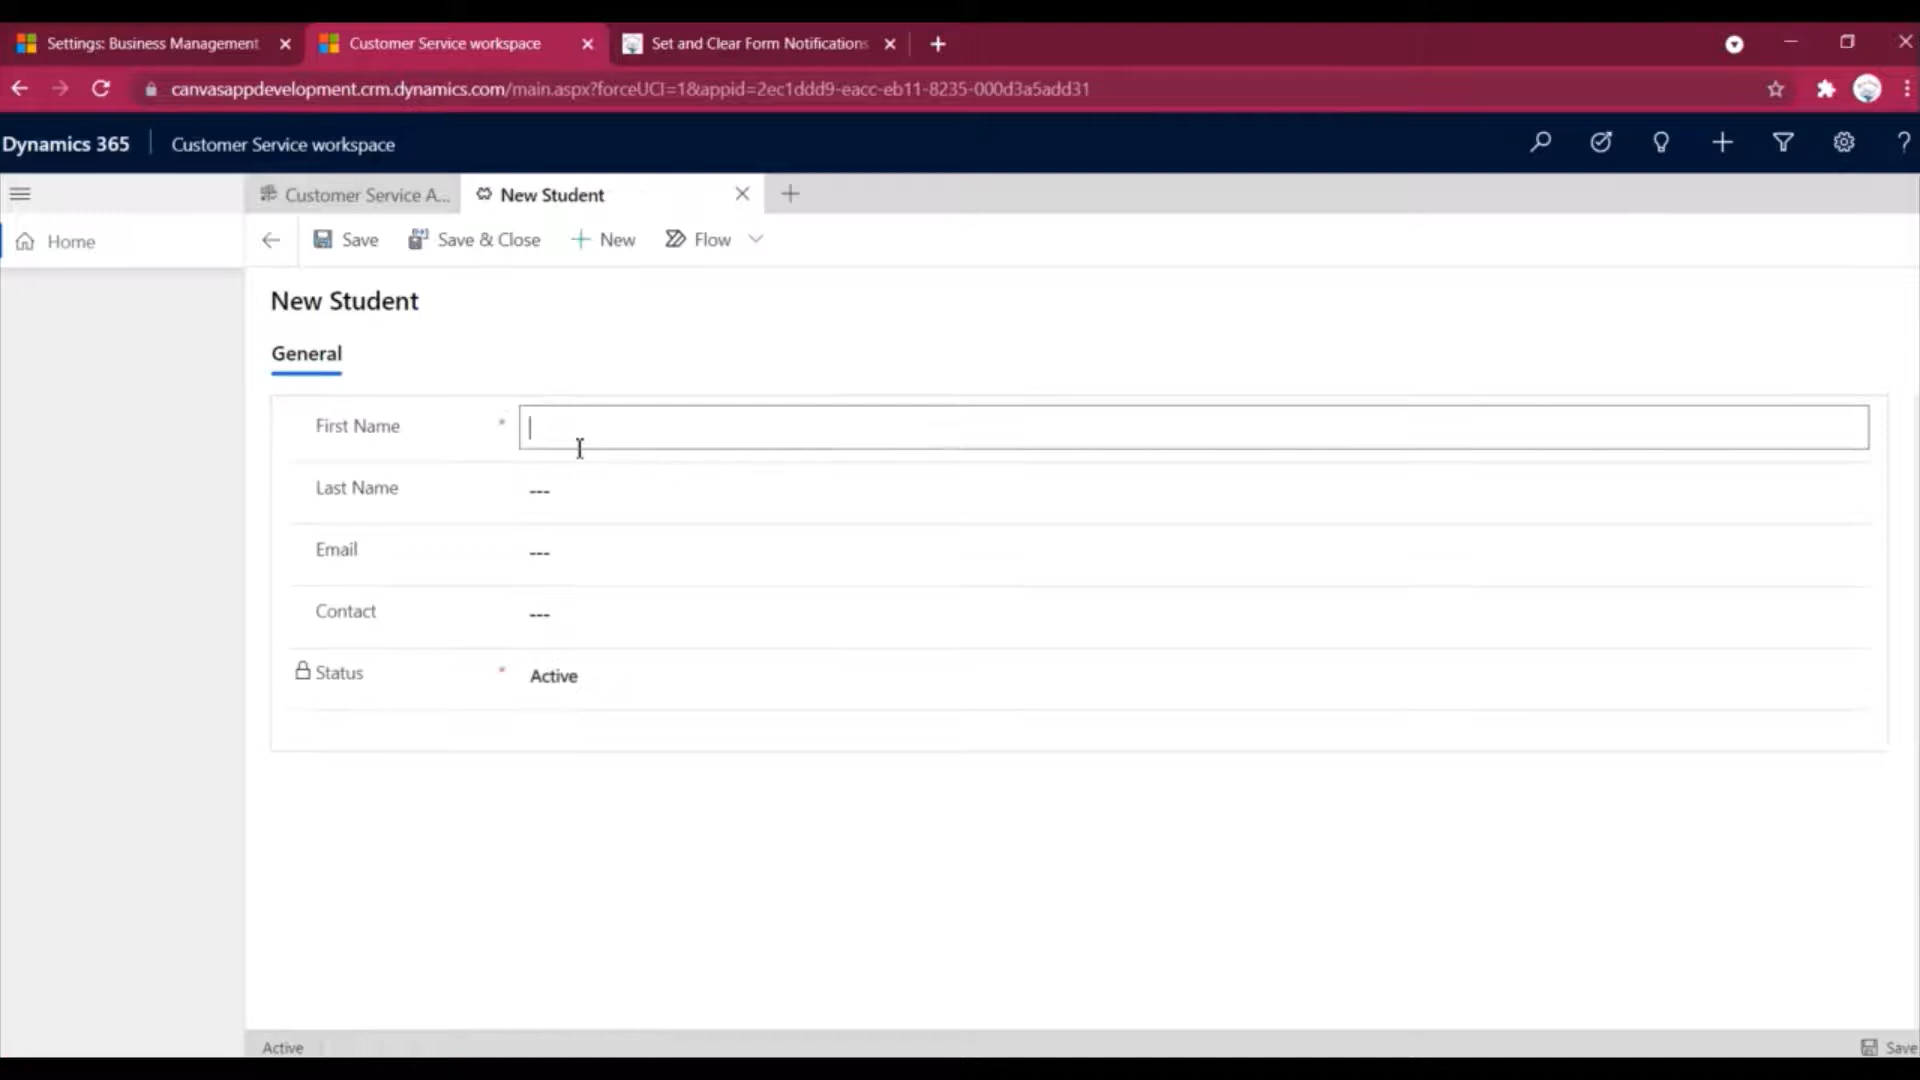 Settings: Business Management
Customer Service workspace
Set and Clear Form Notifications
canvasappdevelopment.crm.dynamics.com/main.aspx?forceUCI=1&appid=2ec1ddd9-eacc-eb11-8235-000d3a5add31
Dynamics 365
Customer Service workspace
Customer Service A...
New Student
Home
Save
Save & Close
New
Flow
New Student
General
First Name *
Last Name ---
Email ---
Contact ---
Status * Active
Active
Save